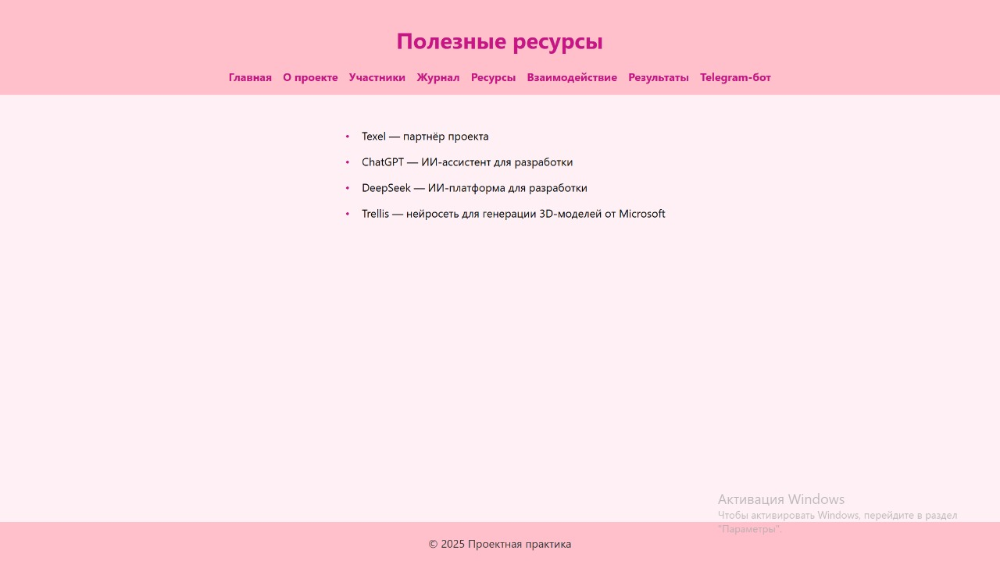 Полезные ресурсы
Главная О проекте Участники Журнал Ресурсы Взаимодействие Результаты Telegram-бот
• Texel — партнёр проекта
• ChatGPT — ИИ-ассистент для разработки
• DeepSeek — ИИ-платформа для разработки
• Trellis — нейросеть для генерации 3D-моделей от Microsoft
Активация Windows
Чтобы активировать Windows, перейдите в раздел
"Параметры".
© 2025 Проектная практика